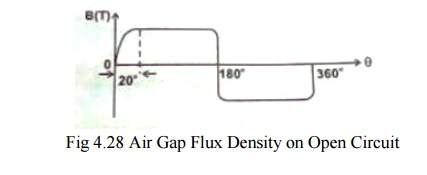 B(T)
0
20°
180°
360°
θ
Fig 4.28 Air Gap Flux Density on Open Circuit